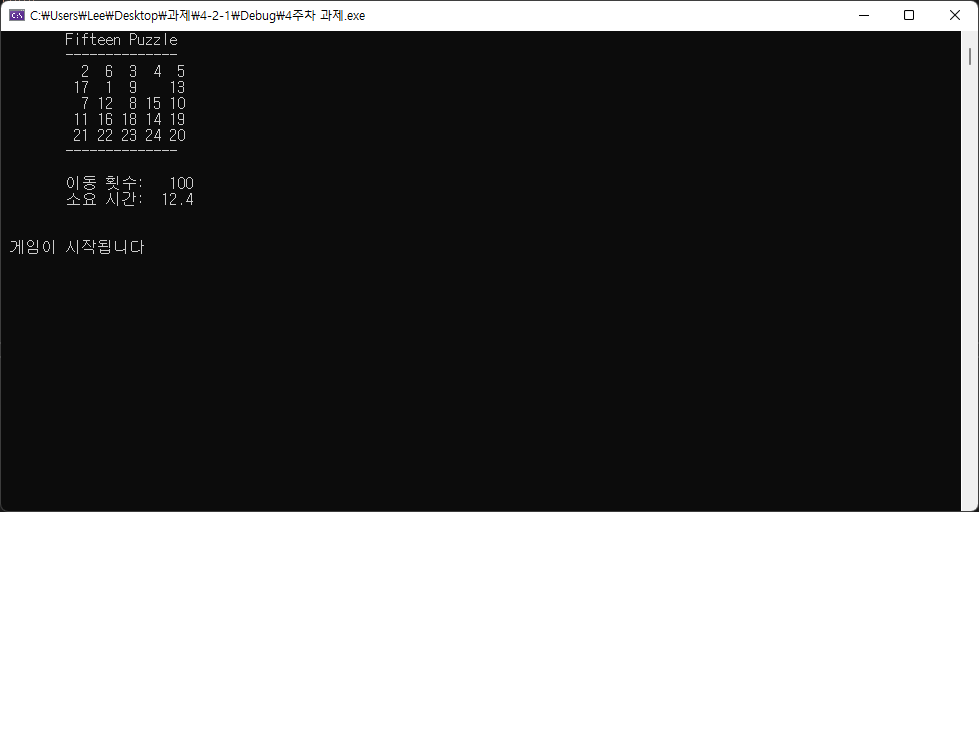 C:\Users\Lee\Desktop\과제\4-2-1\Debug\4주차 과제.exe
Fifteen Puzzle
--------------
2 6 3 4 5
17 1 9 13
7 12 8 15 10
11 16 18 14 19
21 22 23 24 20
--------------
이동 횟수: 100
소요 시간: 12.4
게임이 시작됩니다